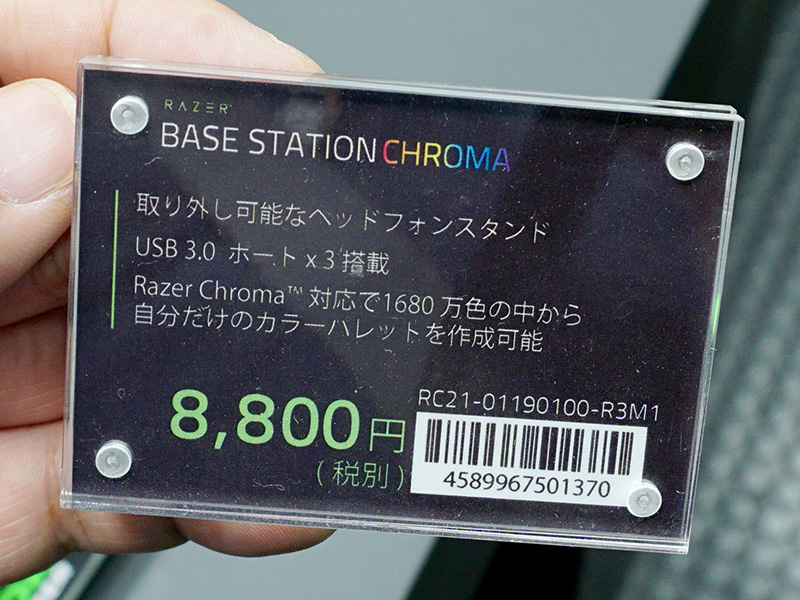 RAZER™
BASE STATION CHROMA
取り外し可能なヘッドフォンスタンド
USB 3.0 ポート x 3 搭載
Razer Chroma™ 対応で1680 万色の中から
自分だけのカラーパレットを作成可能
8,800円
(税別)
RC21-01190100-R3M1
4589967501370